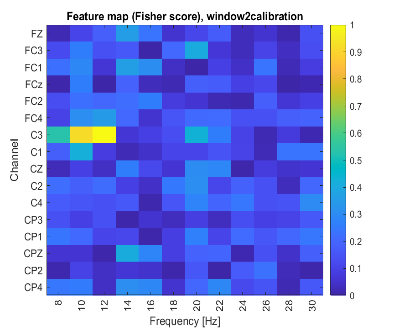 Feature map (Fisher score), window2calibration
Channel
FZ
FC3
FC1
FCz
FC2
FC4
C3
C1
CZ
C2
C4
CP3
CP1
CPZ
CP2
CP4
8 10 12 14 16 18 20 22 24 26 28 30
Frequency [Hz]
1
0.9
0.8
0.7
0.6
0.5
0.4
0.3
0.2
0.1
0